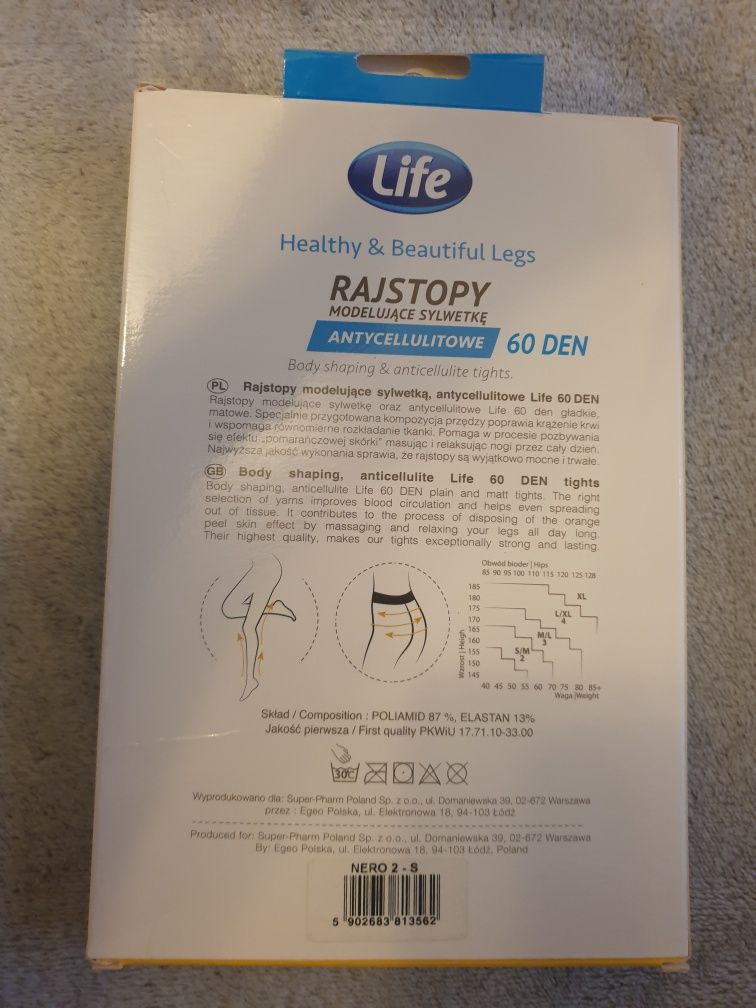 Life
Healthy & Beautiful Legs
RAJSTOPY
MODELUJĄCE SYLWETKĘ
ANTYCELLULITOWE 60 DEN
Body shaping & anticellulite tights.
PL Rajstopy modelujące sylwetką, antycellulitowe Life 60 DEN
Rajstopy modelujące sylwetkę oraz antycellulitowe Life 60 den gładkie,
matowe. Specjalnie przygotowana kompozycja przędzy poprawia krążenie krwi
i wspomaga równomierne rozkładanie tkanki. Pomaga w procesie pozbywania
się efektu „pomarańczowej skórki" masując i relaksując nogi przez cały dzień.
Najwyższa jakość wykonania sprawia, że rajstopy są wyjątkowo mocne i trwałe.
GB Body shaping, anticellulite Life 60 DEN tights
Body shaping, anticellulite Life 60 DEN plain and matt tights. The right
selection of yarns improves blood circulation and helps even spreading
out of tissue. It contributes to the process of disposing of the orange
peel skin effect by massaging and relaxing your legs all day long.
Their highest quality, makes our tights exceptionally strong and lasting.
Obwód bioder | Hips
85 90 95 100 110 115 120 125 128
185
180
175
170
165
160
155
150
145
Wzrost | Heigh
XL
L/XL
4
M/L
3
S/M
2
40 45 50 55 60 70 75 80 85+
Waga |Weight
Skład / Composition : POLIAMID 87 %, ELASTAN 13%
Jakość pierwsza / First quality PKWiU 17.71.10-33.00
30C
Wyprodukowano dla: Super-Pharm Poland Sp. z o.o., ul. Domaniewska 39, 02-672 Warszawa
przez : Egeo Polska, ul. Elektronowa 18, 94-103 Łódź
Produced for: Super-Pharm Poland Sp. z o.o., ul. Domaniewska 39, 02-672 Warszawa
By: Egeo Polska, ul. Elektronowa 18, 94-103 Łódź, Poland
NERO 2 - S
5 902683 813562